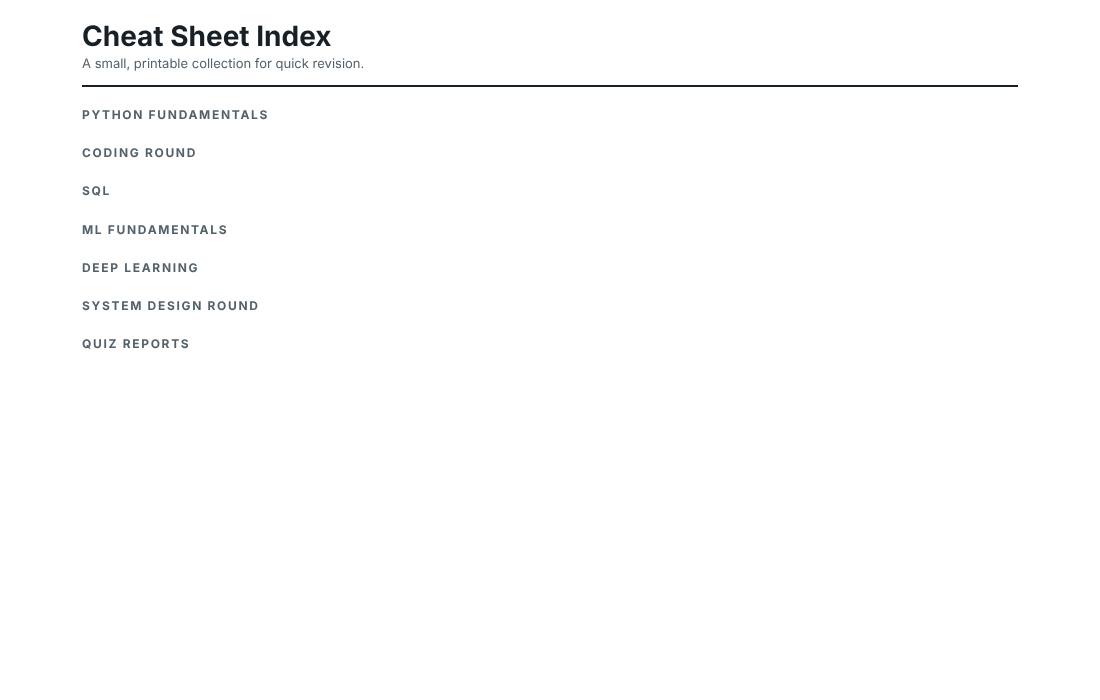 Cheat Sheet Index
A small, printable collection for quick revision.
PYTHON FUNDAMENTALS
CODING ROUND
SQL
ML FUNDAMENTALS
DEEP LEARNING
SYSTEM DESIGN ROUND
QUIZ REPORTS